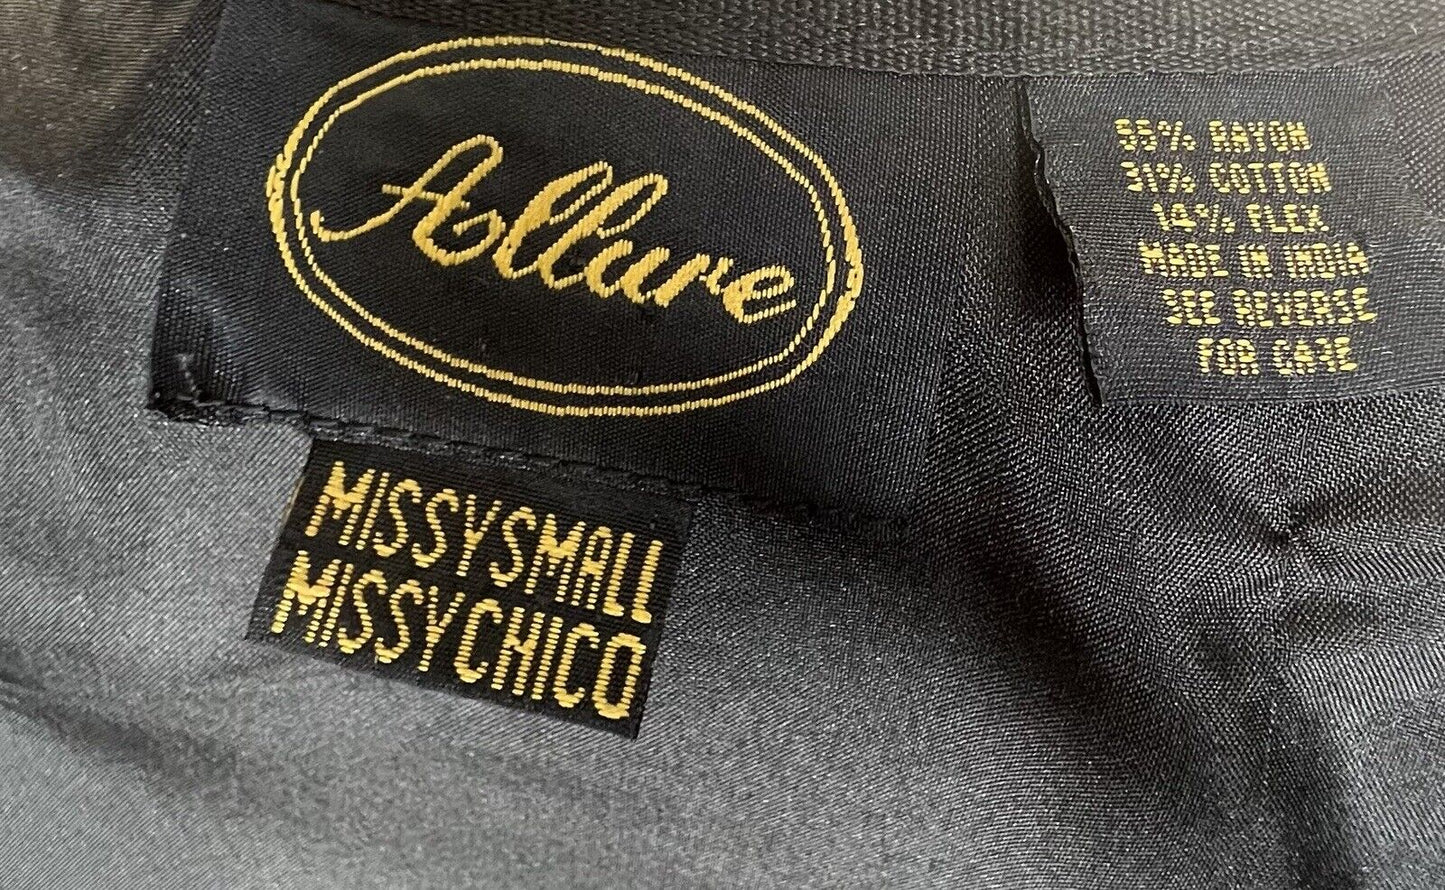 Allure
55% RAYON
31% COTTON
14% FLEX
MADE IN INDIA
SEE REVERSE
FOR CARE
MISSYSMALL
MISSYCHICO